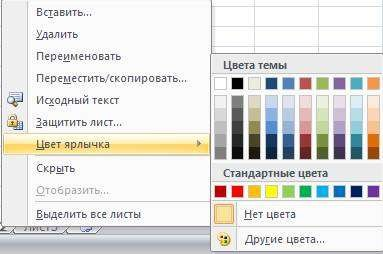 Вставить...
Удалить
Переименовать
Переместить/скопировать...
Исходный текст
Защитить лист...
Цвет ярлычка
Скрыть
Отобразить...
Выделить все листы
Цвета темы
Стандартные цвета
Нет цвета
Другие цвета...